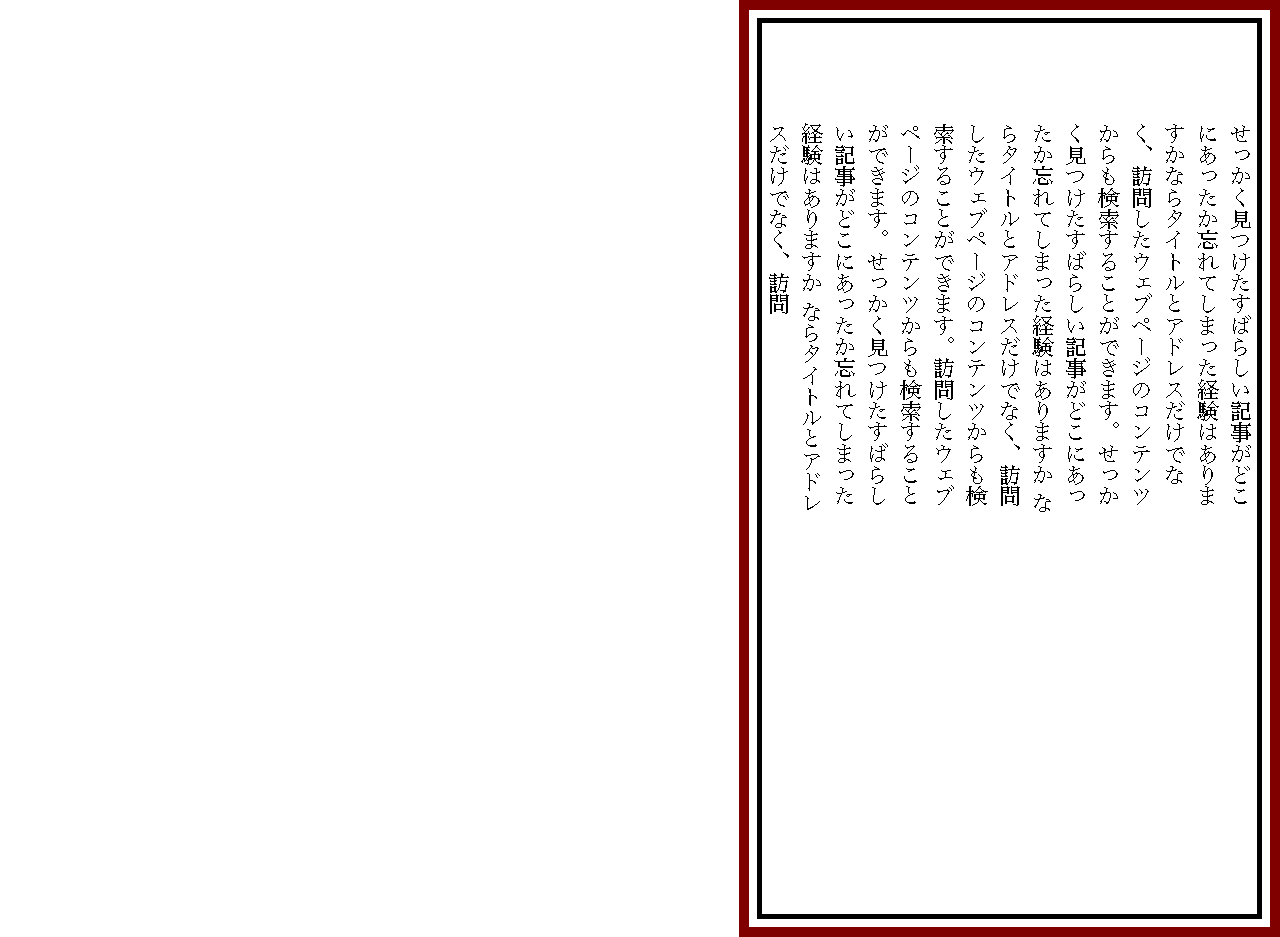 せっかく見つけたすばらしい記事がどこ
にあったか忘れてしまった経験はありま
すかならタイトルとアドレスだけでな
く、訪問したウェブページのコンテンツ
からも検索することができます。せっか
く見つけたすばらしい記事がどこにあっ
たか忘れてしまった経験はありますか な
らタイトルとアドレスだけでなく、訪問
したウェブページのコンテンツからも検
索することができます。訪問したウェブ
ページのコンテンツからも検索すること
ができます。せっかく見つけたすばらし
い記事がどこにあったか忘れてしまった
経験はありますか ならタイトルとアドレ
スだけでなく、訪問